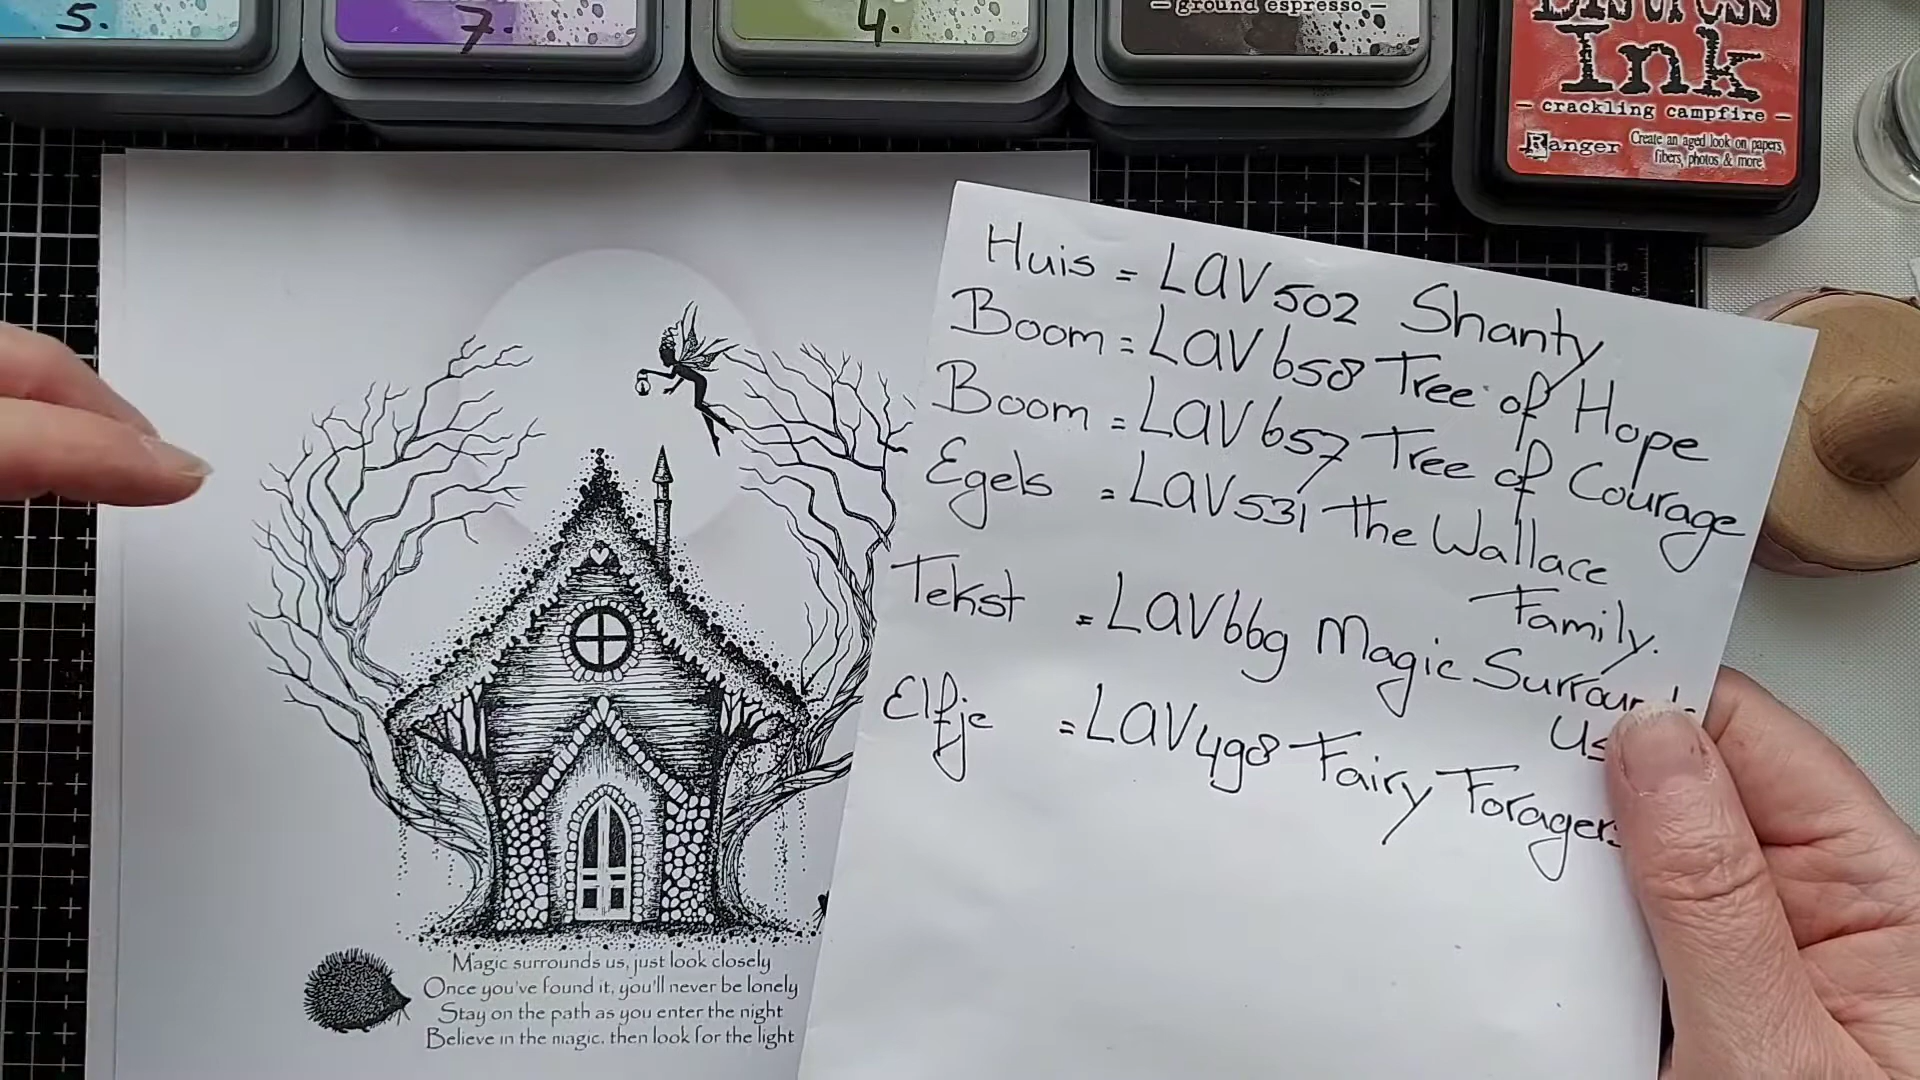 5.
7.
4.
— ground espresso —
Distress
Ink
— crackling campfire —
Ranger
Create an aged look on papers,
fibers, photos & more
Huis = LAV502 Shanty
Boom = LAV658 Tree of Hope
Boom = LAV657 Tree of Courage
Egels = LAV531 The Wallace
Family.
Tekst = LAV669 Magic Surrounds
Us
Elfje = LAV498 Fairy Foragers
Magic surrounds us, just look closely
Once you've found it, you'll never be lonely
Stay on the path as you enter the night
Believe in the magic, then look for the light